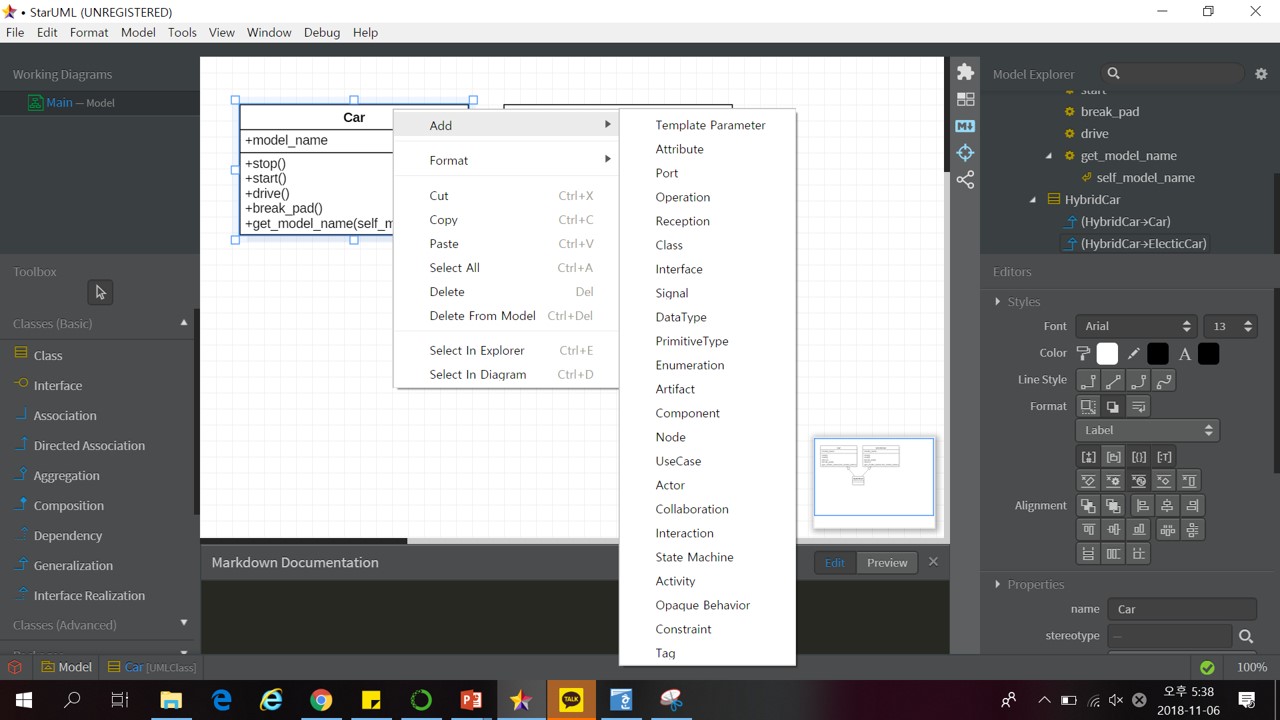 StarUML (UNREGISTERED)
File Edit Format Model Tools View Window Debug Help
Working Diagrams
Main — Model
Toolbox
Classes (Basic)
Class
Interface
Association
Directed Association
Aggregation
Composition
Dependency
Generalization
Interface Realization
Classes (Advanced)
Car
+model_name
+stop()
+start()
+drive()
+break_pad()
+get_model_name(self_m
Add
Format
Cut Ctrl+X
Copy Ctrl+C
Paste Ctrl+V
Select All Ctrl+A
Delete Del
Delete From Model Ctrl+Del
Select In Explorer Ctrl+E
Select In Diagram Ctrl+D
Template Parameter
Attribute
Port
Operation
Reception
Class
Interface
Signal
DataType
PrimitiveType
Enumeration
Artifact
Component
Node
UseCase
Actor
Collaboration
Interaction
State Machine
Activity
Opaque Behavior
Constraint
Tag
Markdown Documentation
Edit Preview
Model Explorer
start
break_pad
drive
get_model_name
self_model_name
HybridCar
(HybridCar→Car)
(HybridCar→ElecticCar)
Editors
Styles
Font Arial 13
Color A
Line Style
Format
Label
Alignment
Properties
name Car
stereotype —
Model Car [UMLClass]
100%
TALK
오후 5:38
2018-11-06